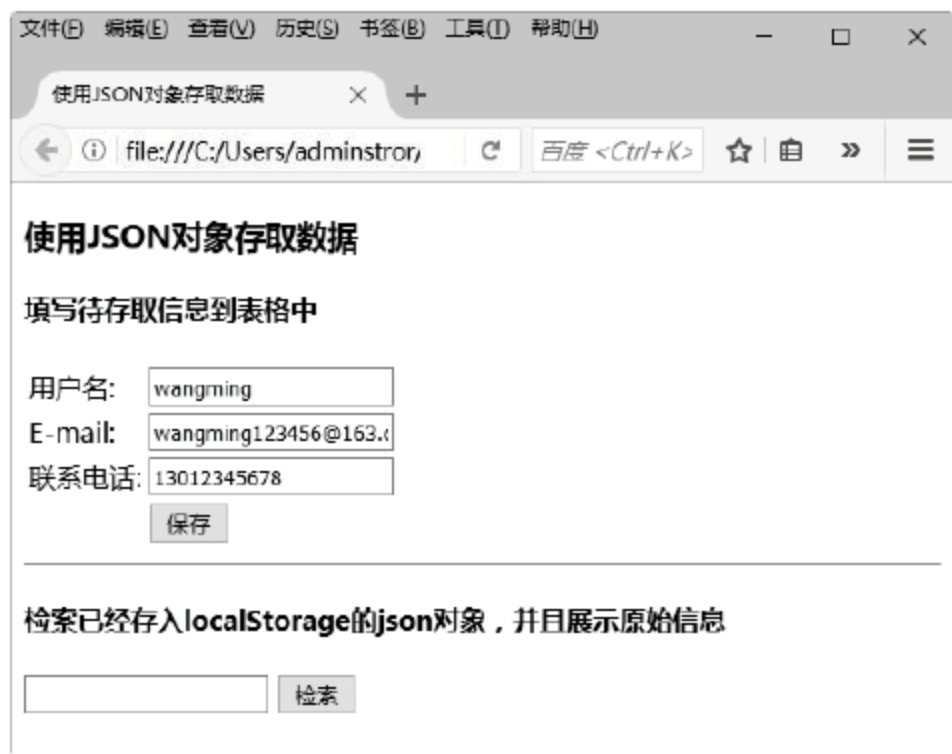 文件(F) 编辑(E) 查看(V) 历史(S) 书签(B) 工具(T) 帮助(H)
使用JSON对象存取数据
file:///C:/Users/adminstror/
百度 <Ctrl+K>
使用JSON对象存取数据
填写待存取信息到表格中
用户名: wangming
E-mail: wangming123456@163.c
联系电话: 13012345678
保存
检索已经存入localStorage的json对象，并且展示原始信息
检索